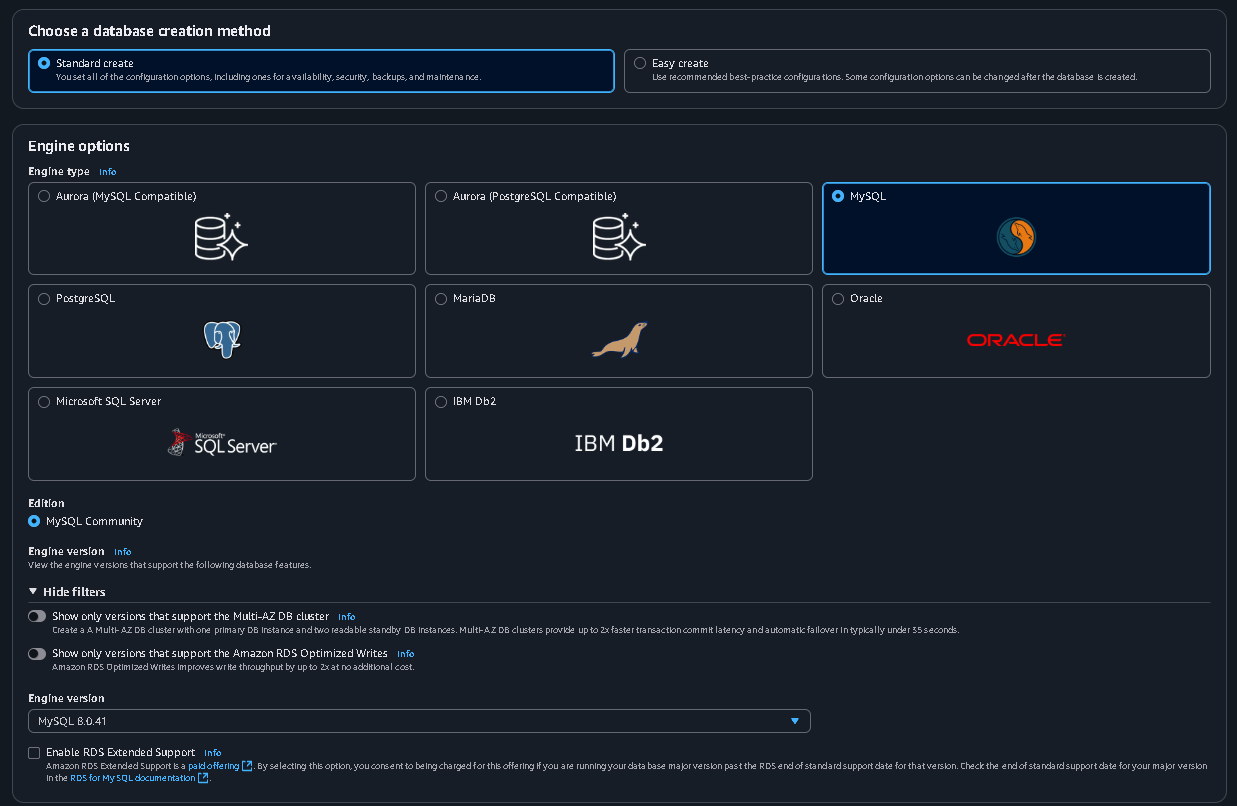 Choose a database creation method
Standard create
You set all of the configuration options, including ones for availability, security, backups, and maintenance.
Easy create
Use recommended best-practice configurations. Some configuration options can be changed after the database is created.
Engine options
Engine type Info
Aurora (MySQL Compatible)
Aurora (PostgreSQL Compatible)
MySQL
PostgreSQL
MariaDB
Oracle
ORACLE
Microsoft SQL Server
Microsoft
SQL Server
IBM Db2
IBM Db2
Edition
MySQL Community
Engine version Info
View the engine versions that support the following database features.
Hide filters
Show only versions that support the Multi-AZ DB cluster Info
Create a A Multi-AZ DB cluster with one primary DB instance and two readable standby DB instances. Multi-AZ DB clusters provide up to 2x faster transaction commit latency and automatic failover in typically under 35 seconds.
Show only versions that support the Amazon RDS Optimized Writes Info
Amazon RDS Optimized Writes improves write throughput by up to 2x at no additional cost.
Engine version
MySQL 8.0.41
Enable RDS Extended Support Info
Amazon RDS Extended Support is a paid offering. By selecting this option, you consent to being charged for this offering if you are running your database major version past the RDS end of standard support date for that version. Check the end of standard support date for your major version
in the RDS for MySQL documentation.